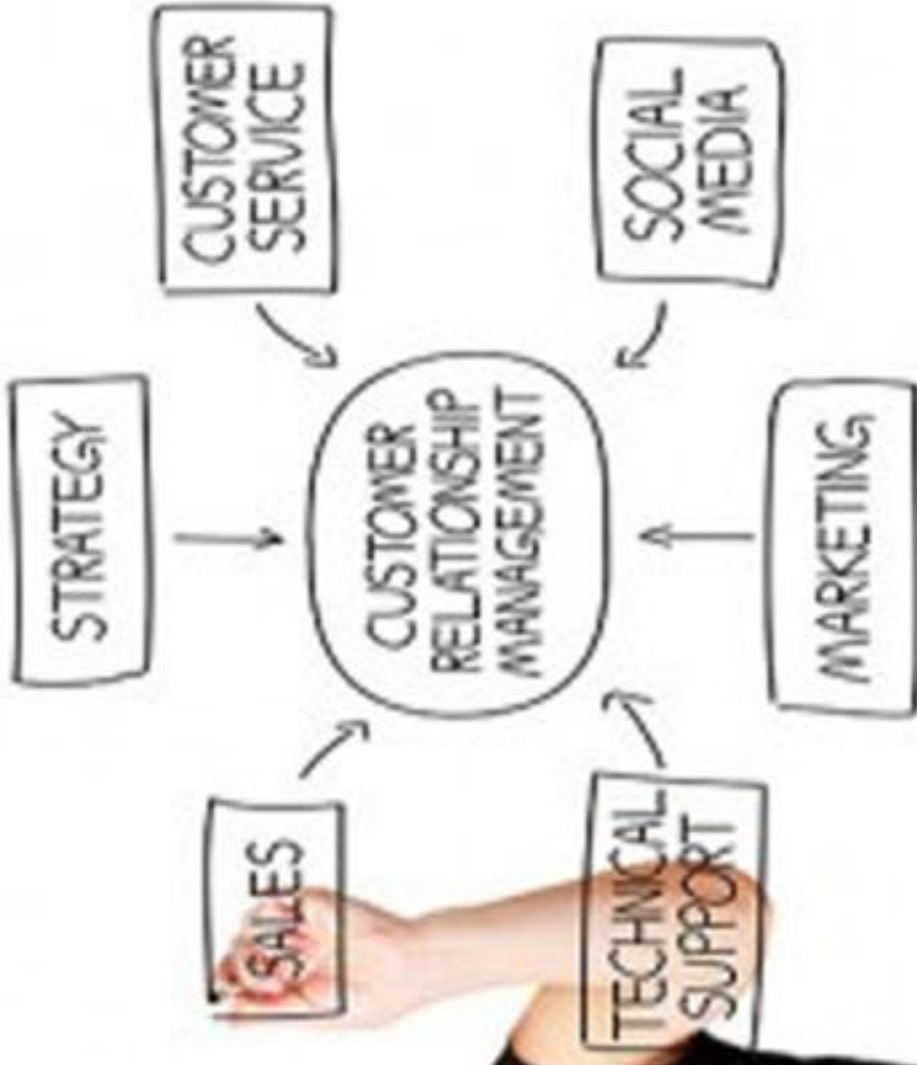 STRATEGY
SALES
CUSTOMER
SERVICE
CUSTOMER
RELATIONSHIP
MANAGEMENT
TECHNICAL
SUPPORT
SOCIAL
MEDIA
MARKETING